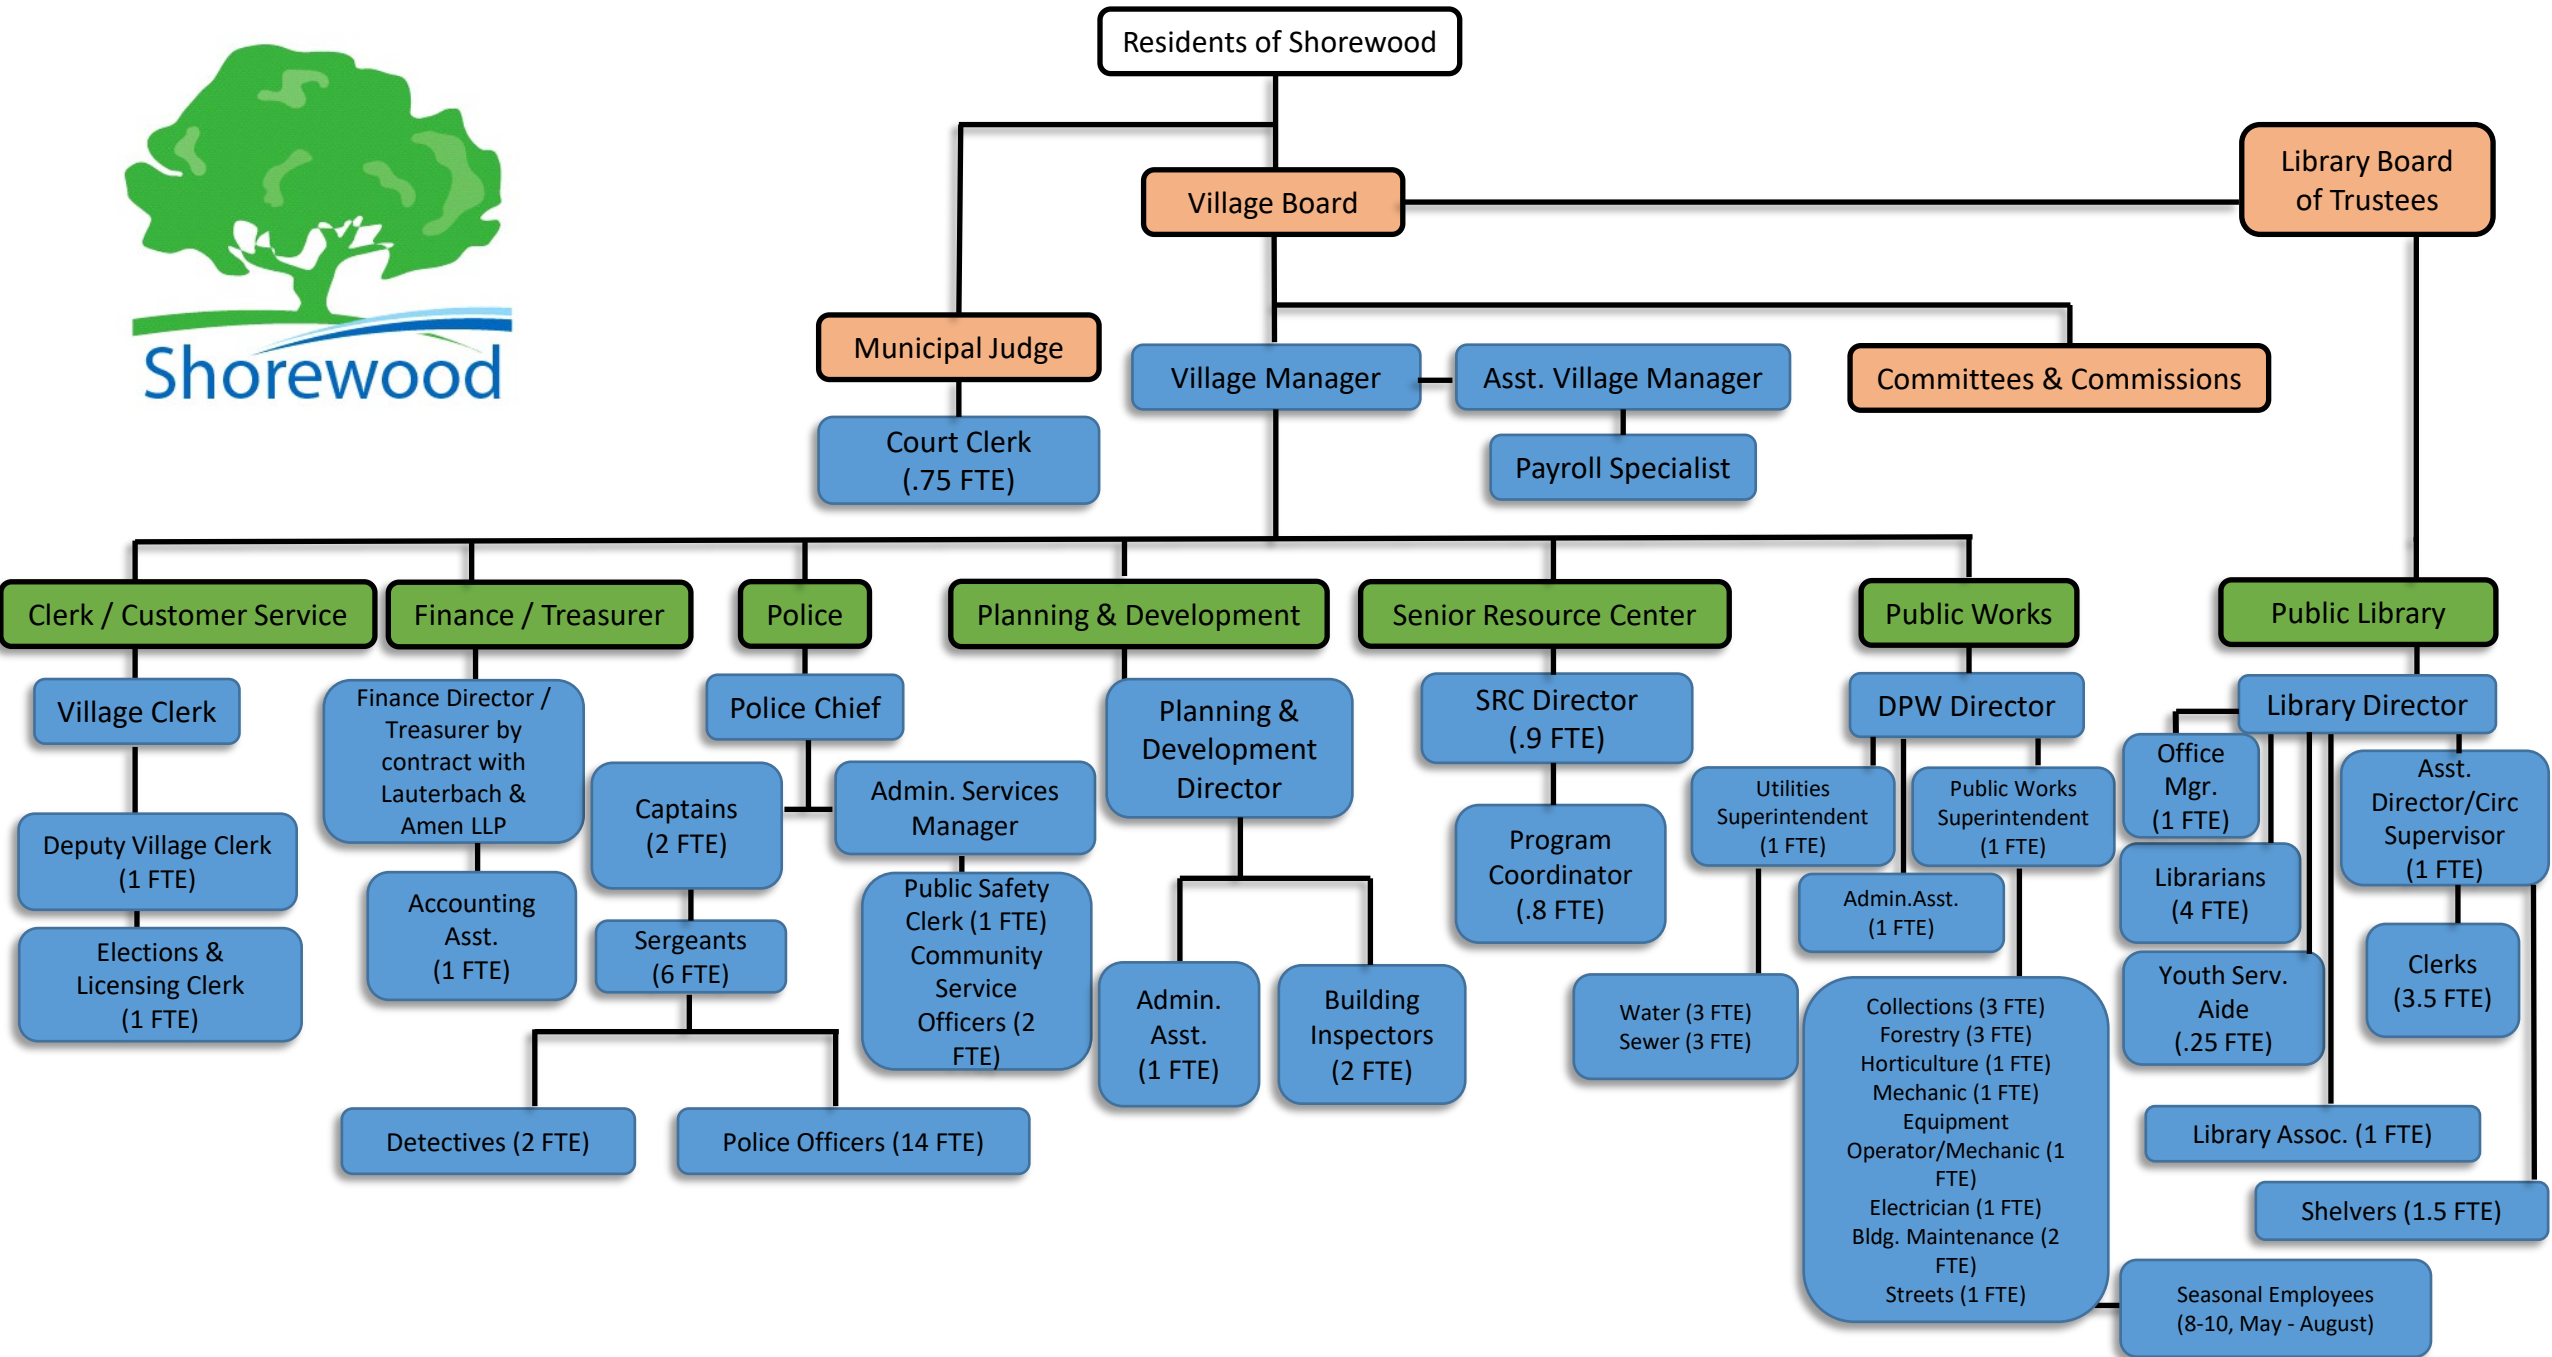 Residents of Shorewood
Shorewood
Library Board
of Trustees
Village Board
Municipal Judge
Village Manager
Asst. Village Manager
Committees & Commissions
Court Clerk
(.75 FTE)
Payroll Specialist
Clerk / Customer Service
Finance / Treasurer
Police
Planning & Development
Senior Resource Center
Public Works
Public Library
Village Clerk
Deputy Village Clerk
(1 FTE)
Elections &
Licensing Clerk
(1 FTE)
Finance Director /
Treasurer by
contract with
Lauterbach &
Amen LLP
Accounting
Asst.
(1 FTE)
Police Chief
Captains
(2 FTE)
Sergeants
(6 FTE)
Detectives (2 FTE)
Police Officers (14 FTE)
Admin. Services
Manager
Public Safety
Clerk (1 FTE)
Community
Service
Officers (2
FTE)
Planning &
Development
Director
Admin.
Asst.
(1 FTE)
Building
Inspectors
(2 FTE)
SRC Director
(.9 FTE)
Program
Coordinator
(.8 FTE)
DPW Director
Utilities
Superintendent
(1 FTE)
Public Works
Superintendent
(1 FTE)
Admin.Asst.
(1 FTE)
Water (3 FTE)
Sewer (3 FTE)
Collections (3 FTE)
Forestry (3 FTE)
Horticulture (1 FTE)
Mechanic (1 FTE)
Equipment
Operator/Mechanic (1
FTE)
Electrician (1 FTE)
Bldg. Maintenance (2
FTE)
Streets (1 FTE)
Seasonal Employees
(8-10, May - August)
Library Director
Office
Mgr.
(1 FTE)
Asst.
Director/Circ
Supervisor
(1 FTE)
Librarians
(4 FTE)
Clerks
(3.5 FTE)
Youth Serv.
Aide
(.25 FTE)
Library Assoc. (1 FTE)
Shelvers (1.5 FTE)